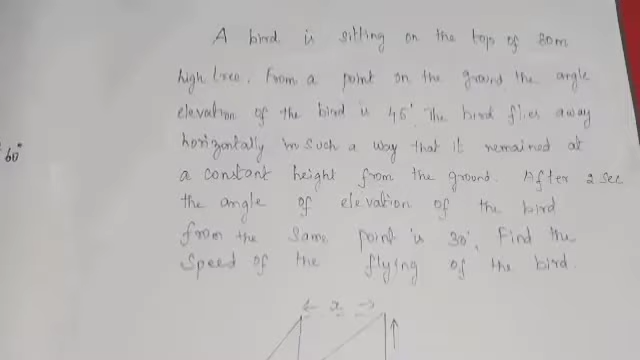 A bird is sitting on the top of 80m
high tree. From a point on the ground the angle
elevation of the bird is 45°. The bird flies away
horizontally in such a way that it remained at
60°
a constant height from the ground. After 2 sec
the angle of elevation of the bird
from the same point is 30°. Find the
Speed of the flying of the bird.
← x →